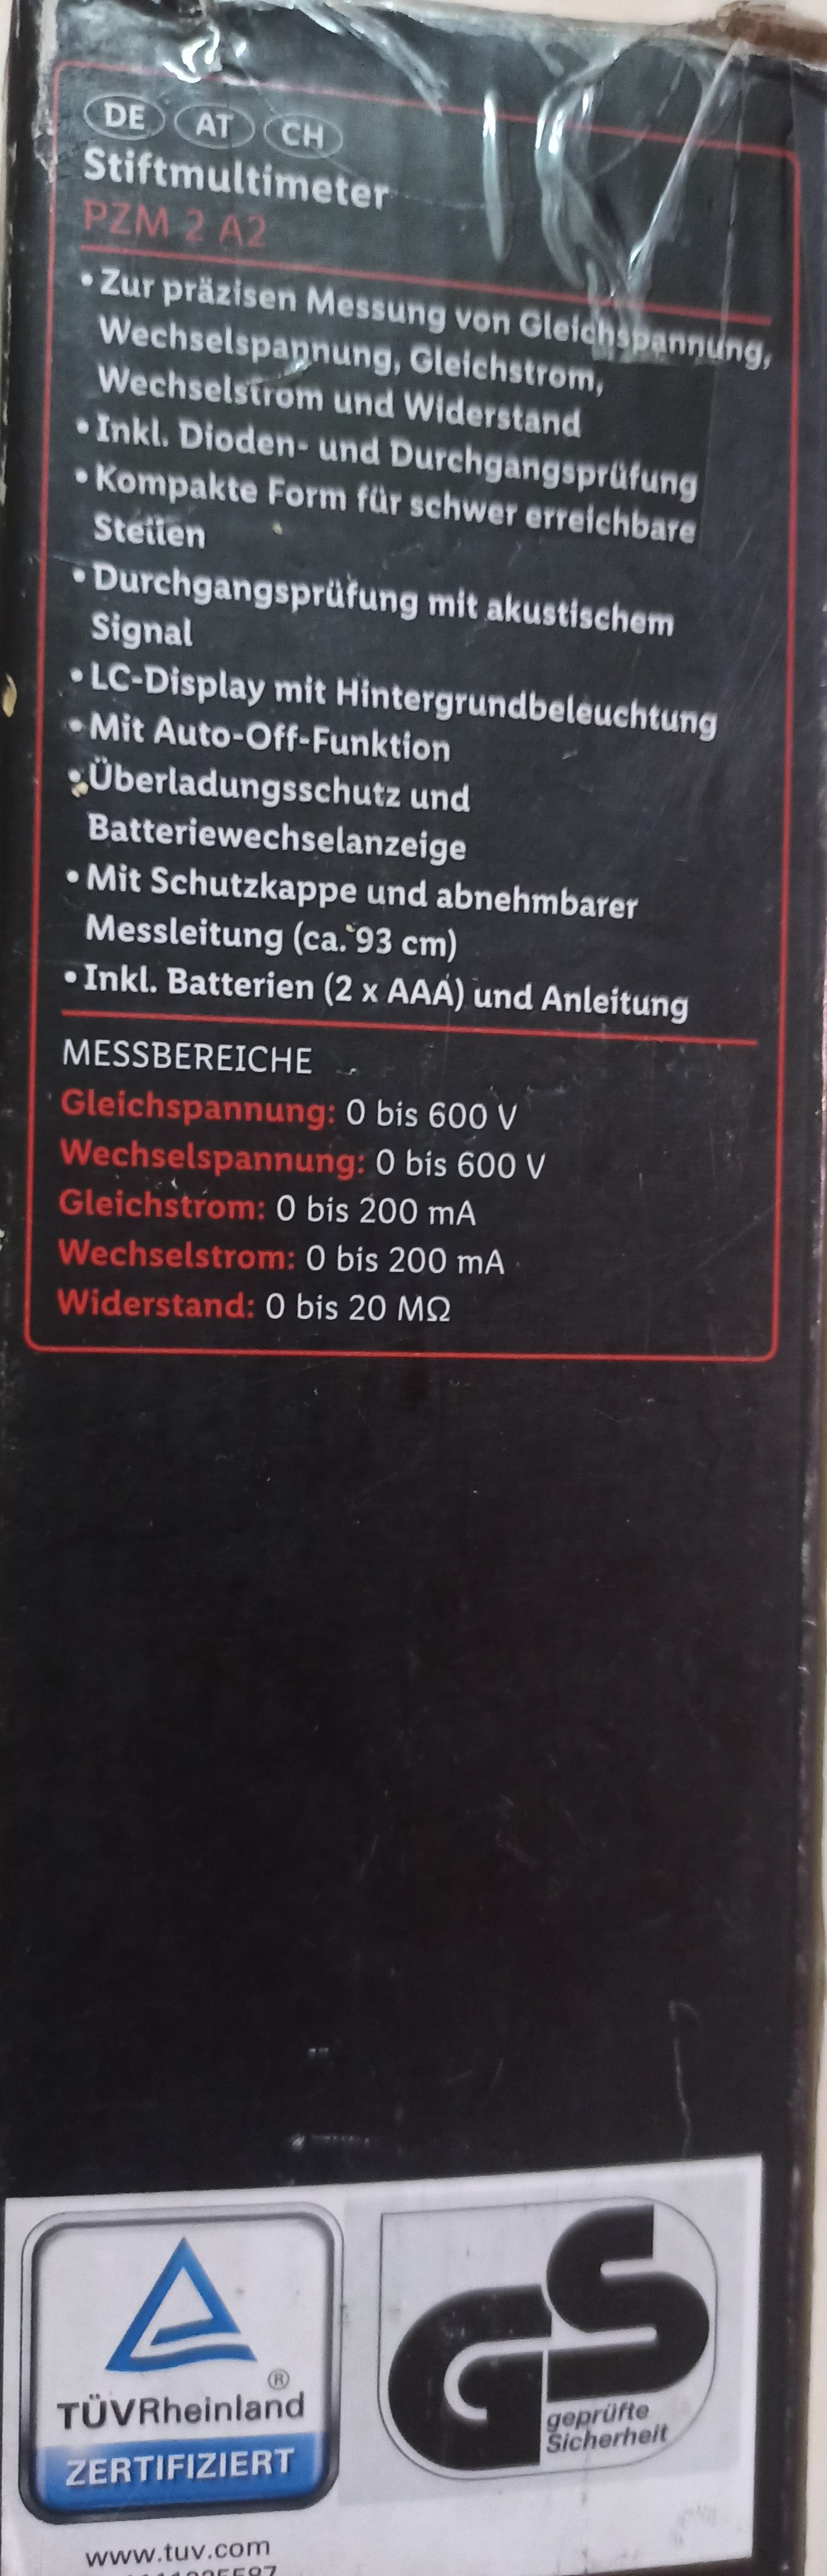 DE AT CH
Stiftmultimeter
PZM 2 A2
• Zur präzisen Messung von Gleichspannung,
Wechselspannung, Gleichstrom,
Wechselstrom und Widerstand
• Inkl. Dioden- und Durchgangsprüfung
• Kompakte Form für schwer erreichbare
Stellen
• Durchgangsprüfung mit akustischem
Signal
• LC-Display mit Hintergrundbeleuchtung
• Mit Auto-Off-Funktion
• Überladungsschutz und
Batteriewechselanzeige
• Mit Schutzkappe und abnehmbarer
Messleitung (ca. 93 cm)
• Inkl. Batterien (2 x AAA) und Anleitung
MESSBEREICHE
Gleichspannung: 0 bis 600 V
Wechselspannung: 0 bis 600 V
Gleichstrom: 0 bis 200 mA
Wechselstrom: 0 bis 200 mA
Widerstand: 0 bis 20 MΩ
®
TÜVRheinland
ZERTIFIZIERT
www.tuv.com
GS
geprüfte
Sicherheit